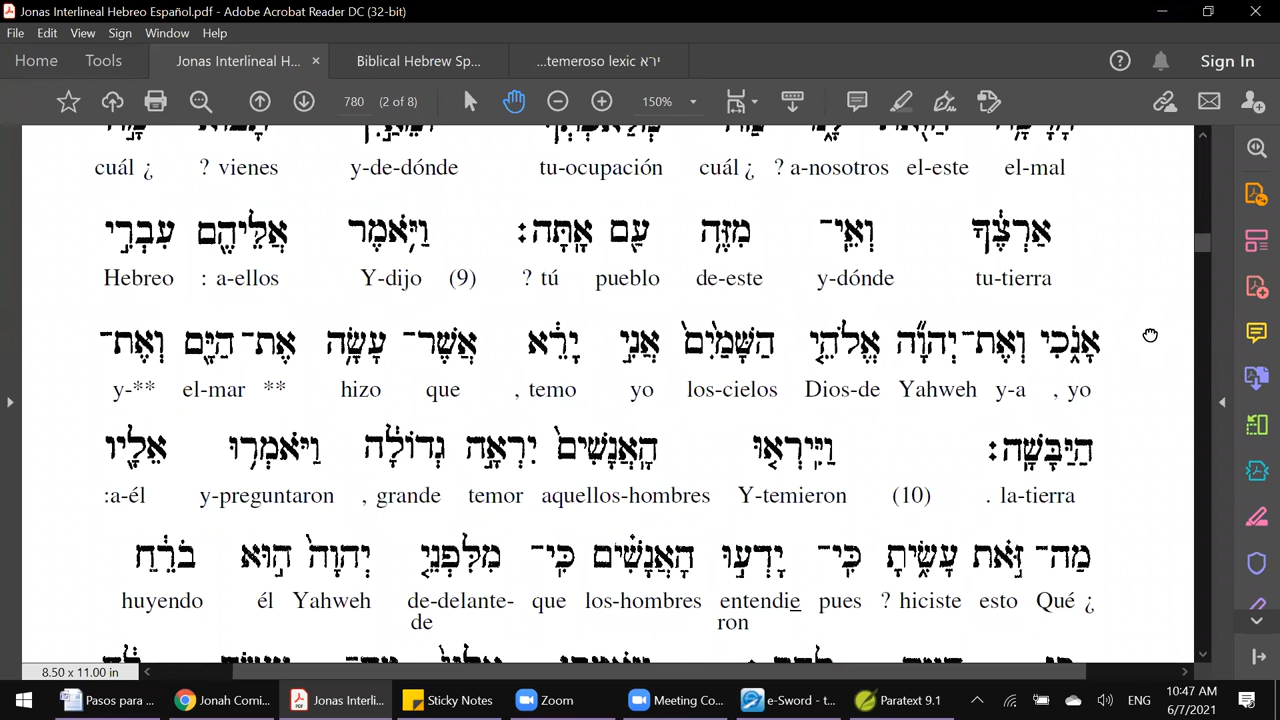 Jonas Interlineal Hebreo Español.pdf - Adobe Acrobat Reader DC (32-bit)
File Edit View Sign Window Help
Home Tools Jonas Interlineal H... × Biblical Hebrew Sp... ...temeroso lexic ירא Sign In
780 (2 of 8) 150%
cuál ¿ ? vienes y-de-dónde tu-ocupación cuál ¿ ? a-nosotros el-este el-mal
אַרְצֶ֔ךָ וְאֵֽי־ מִזֶּ֥ה עַ֖ם אָֽתָּה׃ וַיֹּ֥אמֶר אֲלֵיהֶ֖ם עִבְרִ֣י
Hebreo : a-ellos Y-dijo (9) ? tú pueblo de-este y-dónde tu-tierra
אָנֹ֑כִי וְאֶת־יְהוָ֞ה אֱלֹהֵ֤י הַשָּׁמַ֙יִם֙ אֲנִ֣י יָרֵ֔א אֲשֶׁר־ עָשָׂ֥ה אֶת־ הַיָּ֖ם וְאֶת־
y-** el-mar ** hizo que , temo yo los-cielos Dios-de Yahweh y-a , yo
הַיַּבָּשָֽׁה׃ וַיִּֽירְא֤וּ הָֽאֲנָשִׁים֙ יִרְאָ֣ה גְדוֹלָ֔ה וַיֹּאמְר֥וּ אֵלָ֖יו
:a-él y-preguntaron , grande temor aquellos-hombres Y-temieron (10) . la-tierra
מַה־ זֹּ֣את עָשִׂ֑יתָ כִּֽי־ יָדְע֣וּ הָאֲנָשִׁ֗ים כִּֽי־ מִלִּפְנֵ֤י יְהוָה֙ ה֣וּא בֹרֵ֔חַ
huyendo él Yahweh de-delante- que los-hombres entendie pues ? hiciste esto Qué ¿
de ron
8.50 x 11.00 in
Pasos para ... Jonah Comi... Jonas Interli... Sticky Notes Zoom Meeting Co... e-Sword - t... Paratext 9.1 ENG 10:47 AM
6/7/2021